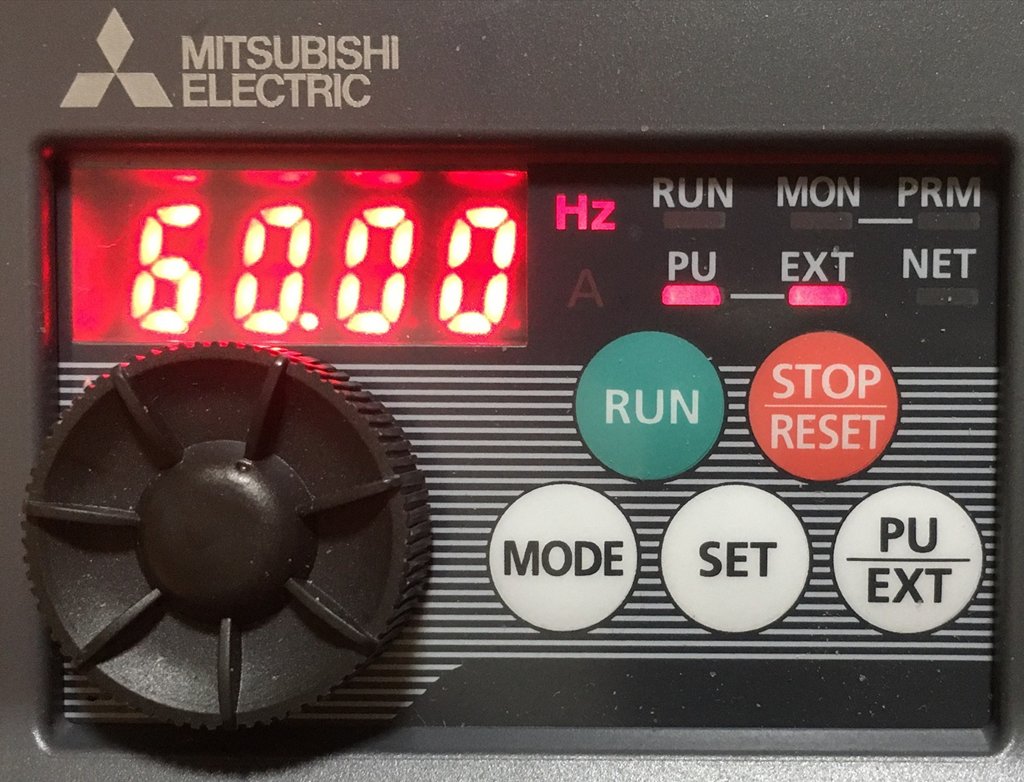 MITSUBISHI
ELECTRIC
60.00
Hz
A
RUN
MON
PRM
PU
EXT
NET
RUN
STOP
RESET
MODE
SET
PU
EXT